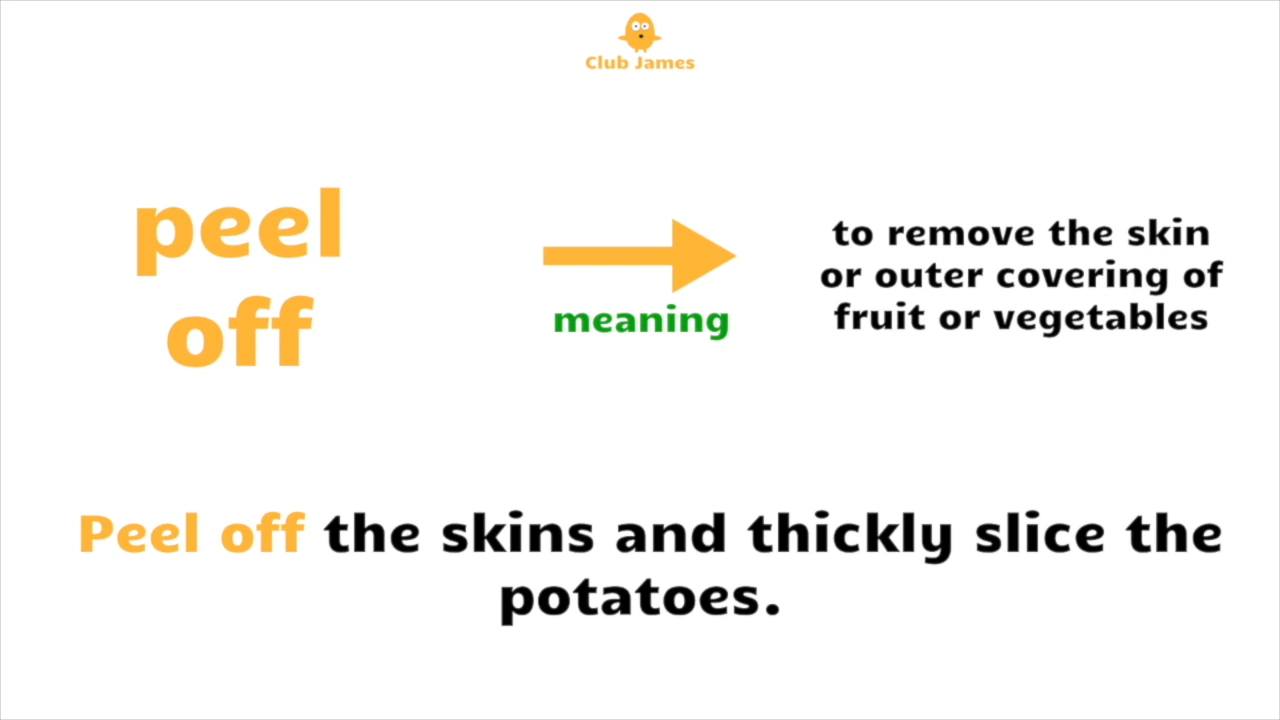 Club James
peel
off
meaning
to remove the skin
or outer covering of
fruit or vegetables
Peel off the skins and thickly slice the
potatoes.